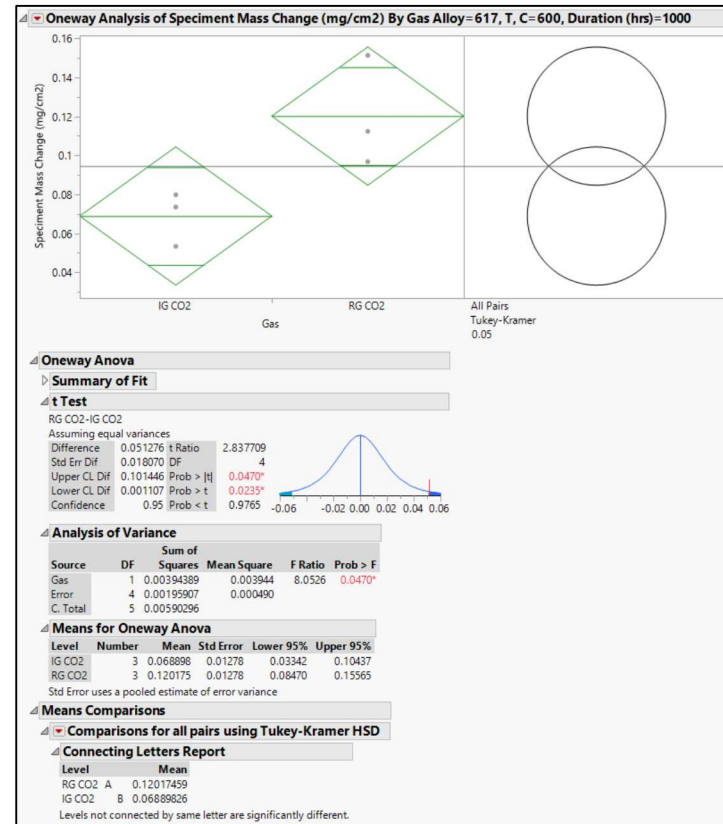 Oneway Analysis of Speciment Mass Change (mg/cm2) By Gas Alloy=617, T, C=600, Duration (hrs)=1000
0.16
0.14
0.12
0.1
0.08
0.06
0.04
Speciment Mass Change (mg/cm2)
IG CO2 RG CO2
Gas
All Pairs
Tukey-Kramer
0.05
Oneway Anova
Summary of Fit
t Test
RG CO2-IG CO2
Assuming equal variances
Difference 0.051276 t Ratio 2.837709
Std Err Dif 0.018070 DF 4
Upper CL Dif 0.101446 Prob > |t| 0.0470*
Lower CL Dif 0.001107 Prob > t 0.0235*
Confidence 0.95 Prob < t 0.9765
-0.06 -0.02 0.00 0.02 0.04 0.06
Analysis of Variance
Sum of
Source DF Squares Mean Square F Ratio Prob > F
Gas 1 0.00394389 0.003944 8.0526 0.0470*
Error 4 0.00195907 0.000490
C. Total 5 0.00590296
Means for Oneway Anova
Level Number Mean Std Error Lower 95% Upper 95%
IG CO2 3 0.068898 0.01278 0.03342 0.10437
RG CO2 3 0.120175 0.01278 0.08470 0.15565
Std Error uses a pooled estimate of error variance
Means Comparisons
Comparisons for all pairs using Tukey-Kramer HSD
Connecting Letters Report
Level Mean
RG CO2 A 0.12017459
IG CO2 B 0.06889826
Levels not connected by same letter are significantly different.